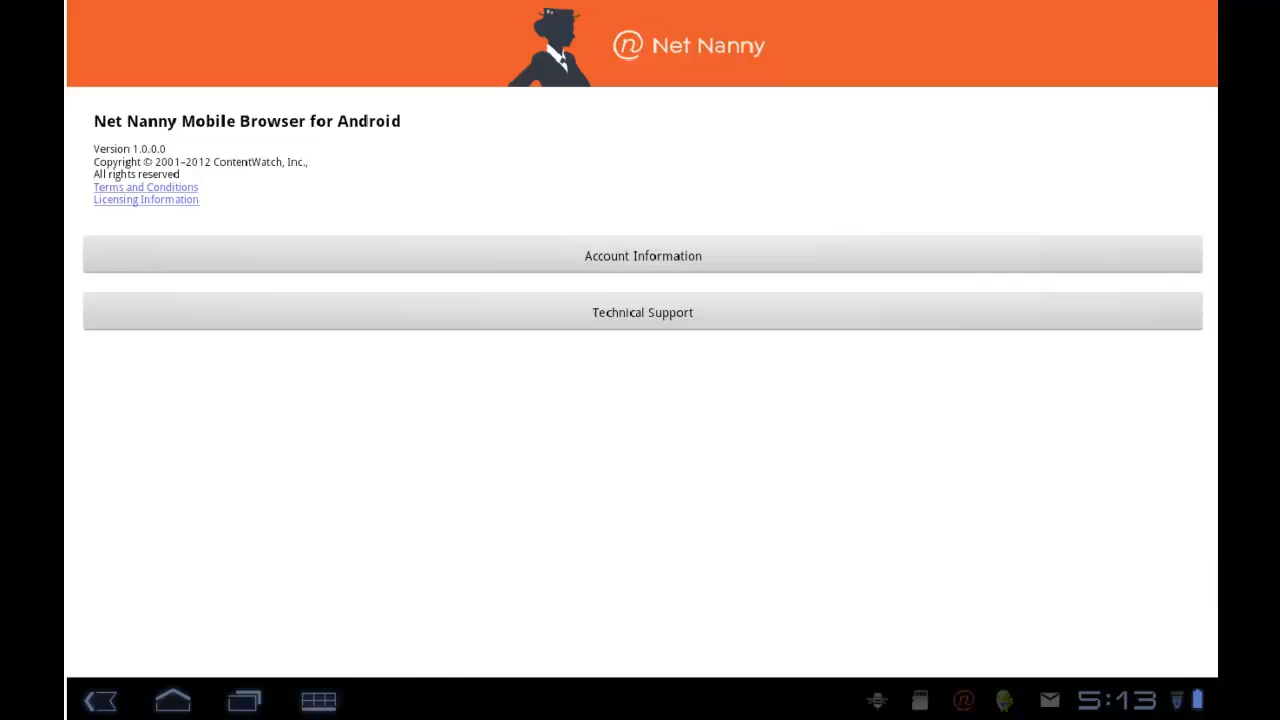 @ Net Nanny
Net Nanny Mobile Browser for Android
Version 1.0.0.0
Copyright © 2001-2012 ContentWatch, Inc.,
All rights reserved
Terms and Conditions
Licensing Information
Account Information
Technical Support
5:13